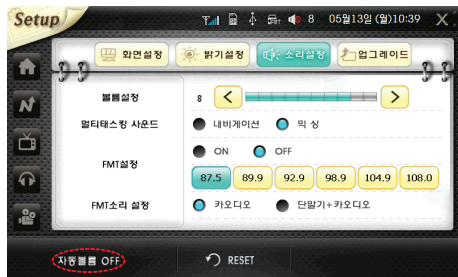 Setup 8 05월13일 (월)10:39 X
화면설정 밝기설정 소리설정 업그레이드
볼륨설정 8 < >
멀티태스킹 사운드 내비게이션 믹 싱
FMT설정 ON OFF
87.5 89.9 92.9 98.9 104.9 108.0
FMT소리 설정 카오디오 단말기+카오디오
자동볼륨 OFF RESET